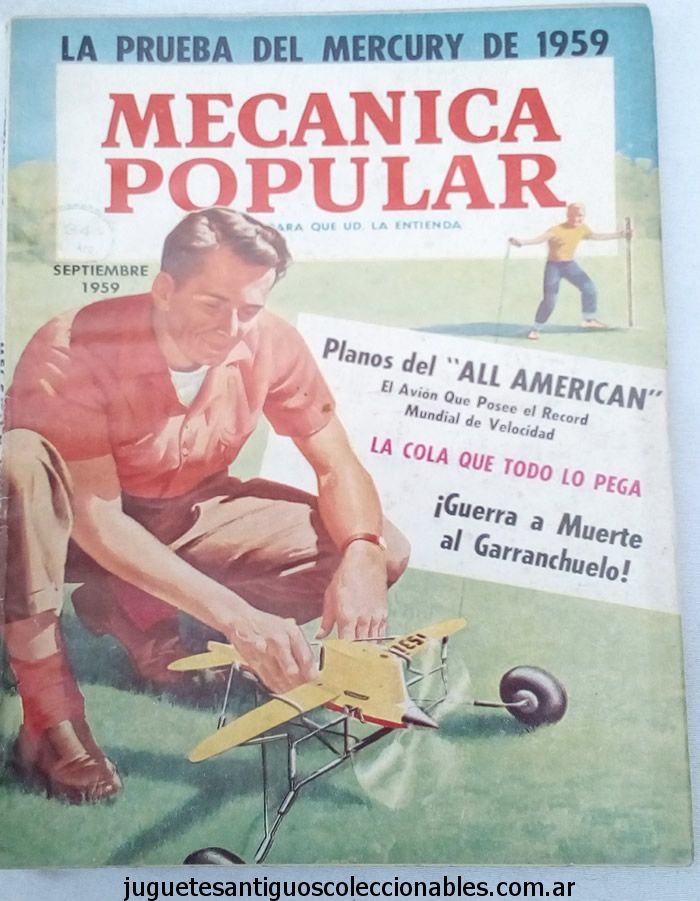 LA PRUEBA DEL MERCURY DE 1959
MECANICA
POPULAR
ARA QUE UD. LA ENTIENDA
SEPTIEMBRE
1959
Planos del "ALL AMERICAN"
El Avión Que Posee el Record
Mundial de Velocidad
LA COLA QUE TODO LO PEGA
¡Guerra a Muerte
al Garranchuelo!
juguetesantiguoscoleccionables.com.ar